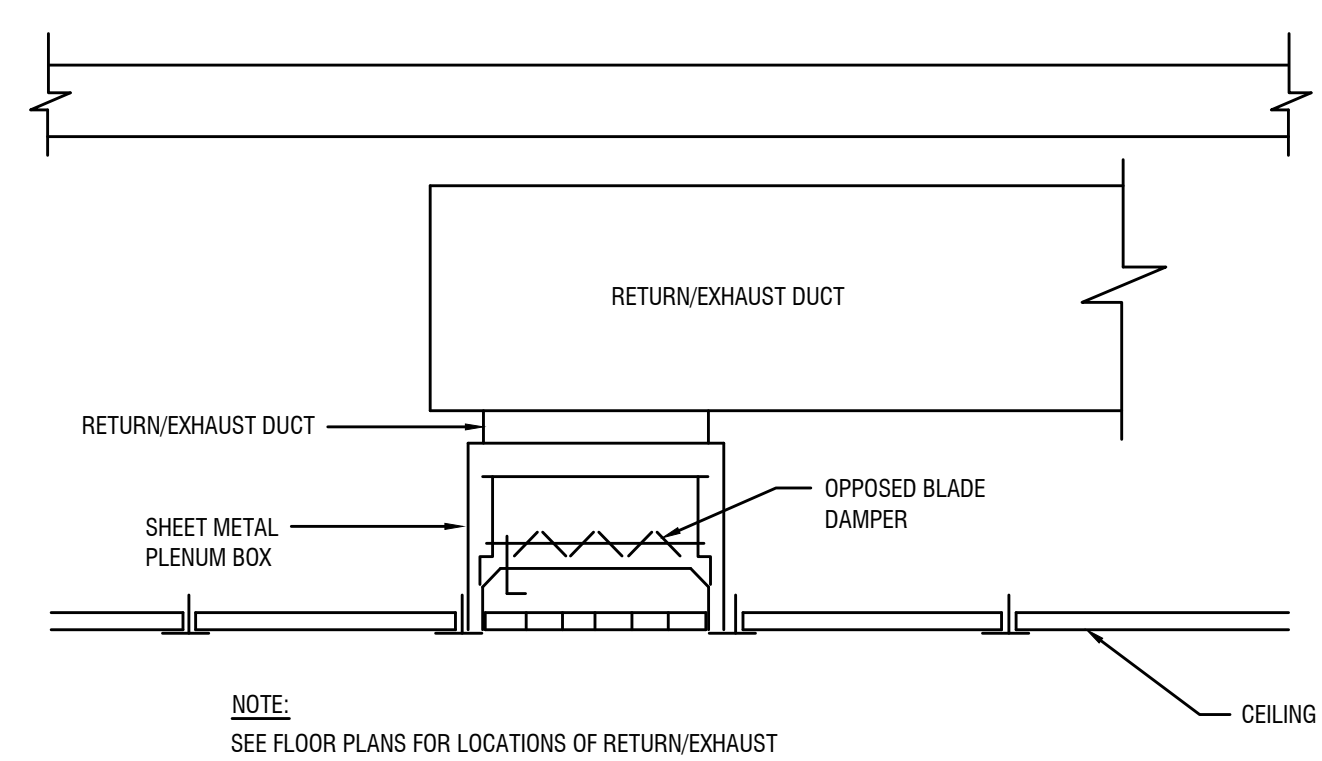 RETURN/EXHAUST DUCT
RETURN/EXHAUST DUCT
OPPOSED BLADE
DAMPER
SHEET METAL
PLENUM BOX
CEILING
NOTE:
SEE FLOOR PLANS FOR LOCATIONS OF RETURN/EXHAUST